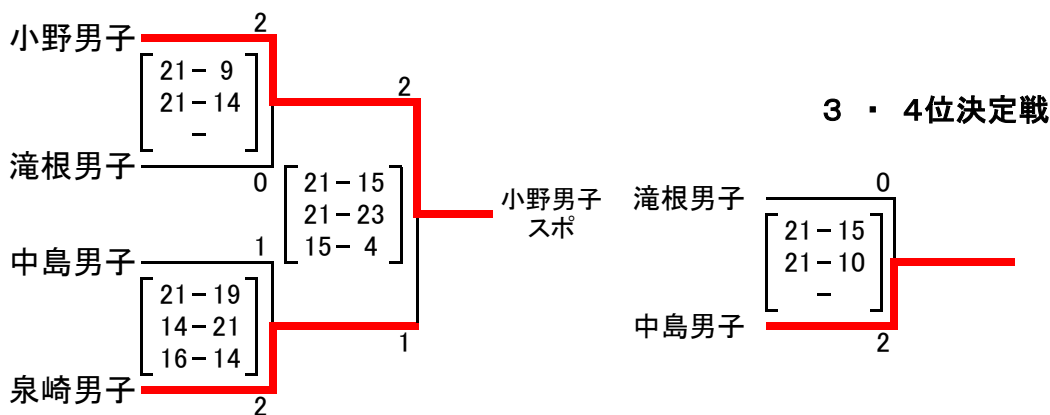 小野男子
2
21－ 9
21－14
－
滝根男子
0
中島男子
1
21－19
14－21
16－14
泉崎男子
2
2
21－15
21－23
15－ 4
1
小野男子
スポ
３ ・ 4位決定戦
滝根男子
0
21－15
21－10
－
中島男子
2